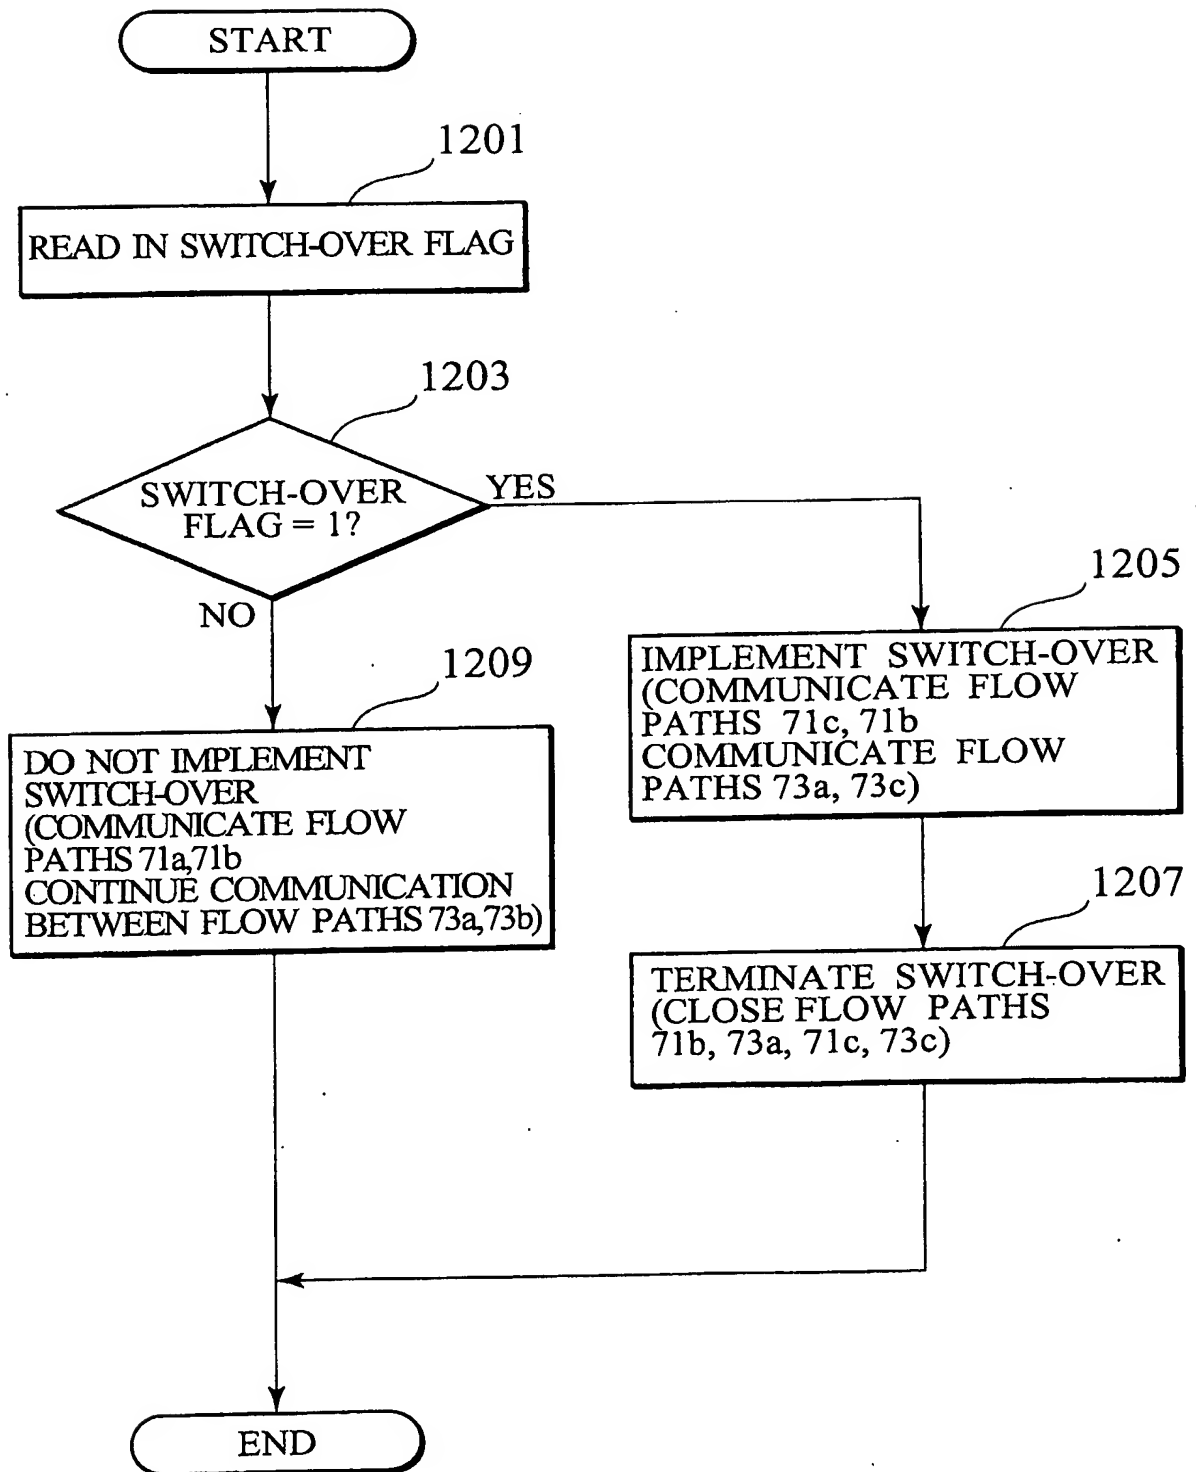 START
1201
READ IN SWITCH-OVER FLAG
1203
SWITCH-OVER
FLAG = 1?
YES
NO
1205
IMPLEMENT SWITCH-OVER
(COMMUNICATE FLOW
PATHS 71c, 71b
COMMUNICATE FLOW
PATHS 73a, 73c)
1209
DO NOT IMPLEMENT
SWITCH-OVER
(COMMUNICATE FLOW
PATHS 71a,71b
CONTINUE COMMUNICATION
BETWEEN FLOW PATHS 73a,73b)
1207
TERMINATE SWITCH-OVER
(CLOSE FLOW PATHS
71b, 73a, 71c, 73c)
END